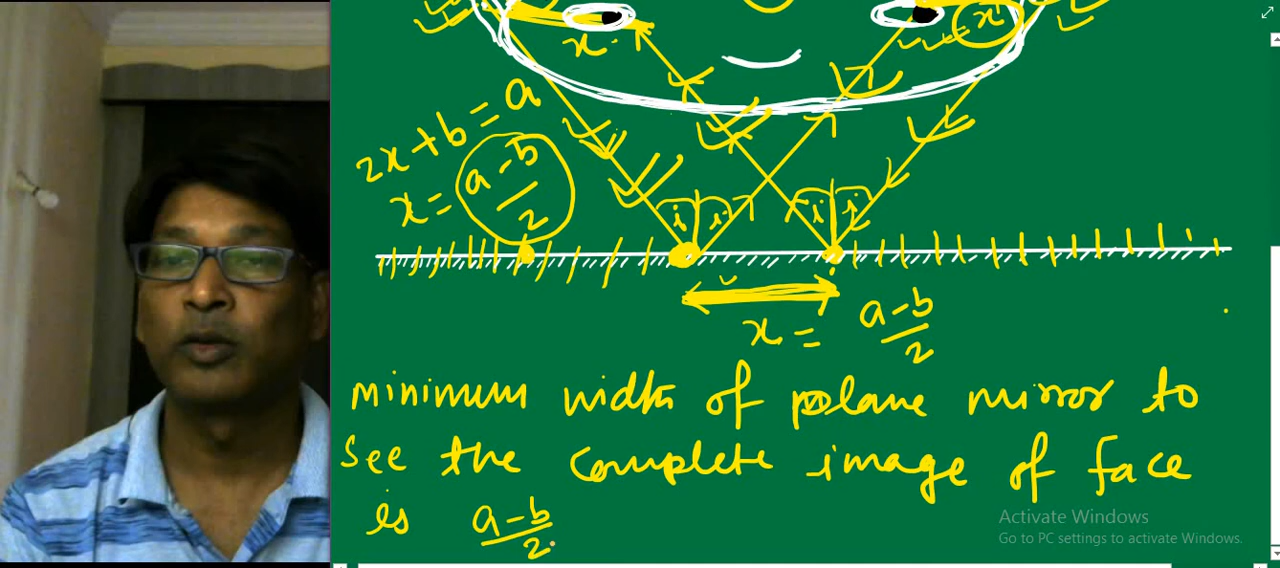 x x
2x+b=a
x = a-b/2
i i i i
x = a-b/2
minimum width of plane mirror to
see the complete image of face
is a-b/2
Activate Windows
Go to PC settings to activate Windows.